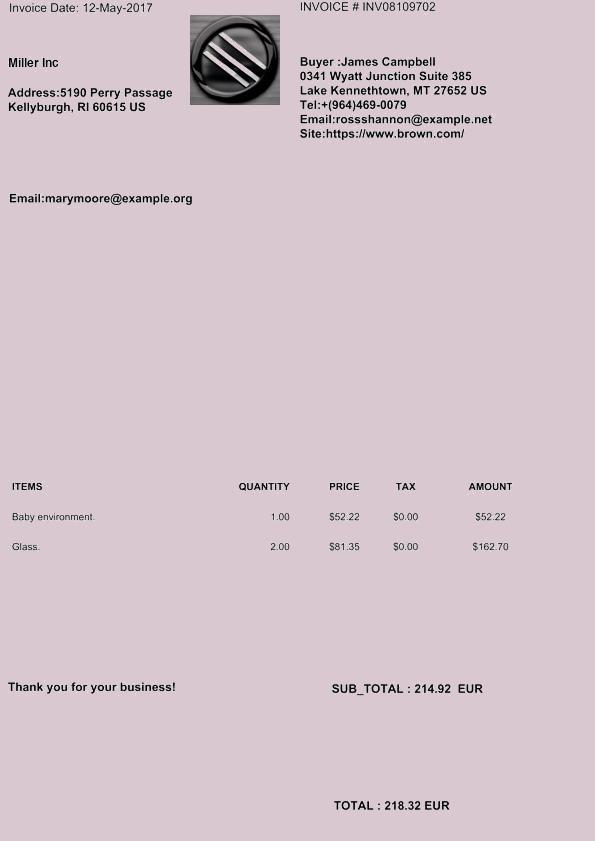 Invoice Date: 12-May-2017
INVOICE # INV08109702
Miller Inc
Address:5190 Perry Passage
Kellyburgh, RI 60615 US
Buyer :James Campbell
0341 Wyatt Junction Suite 385
Lake Kennethtown, MT 27652 US
Tel:+(964)469-0079
Email:rossshannon@example.net
Site:https://www.brown.com/
Email:marymoore@example.org
ITEMS QUANTITY PRICE TAX AMOUNT
Baby environment. 1.00 $52.22 $0.00 $52.22
Glass. 2.00 $81.35 $0.00 $162.70
Thank you for your business!
SUB_TOTAL : 214.92 EUR
TOTAL : 218.32 EUR